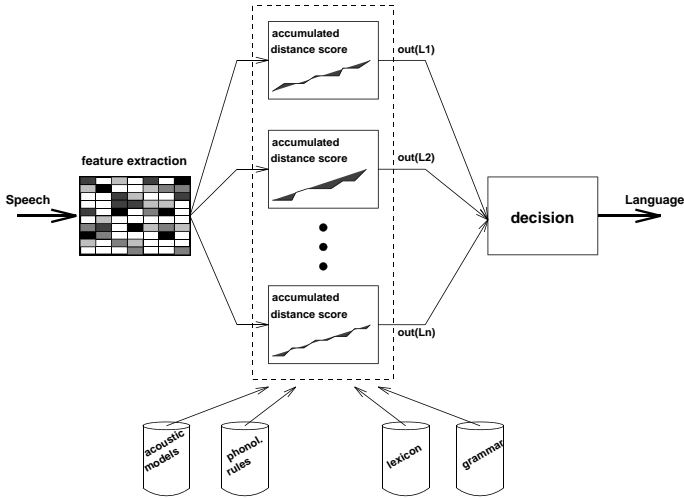 accumulated
distance score
out(L1)
feature extraction
accumulated
distance score
out(L2)
Speech
decision
Language
accumulated
distance score
out(Ln)
acoustic
models
phonol.
rules
lexicon
grammar